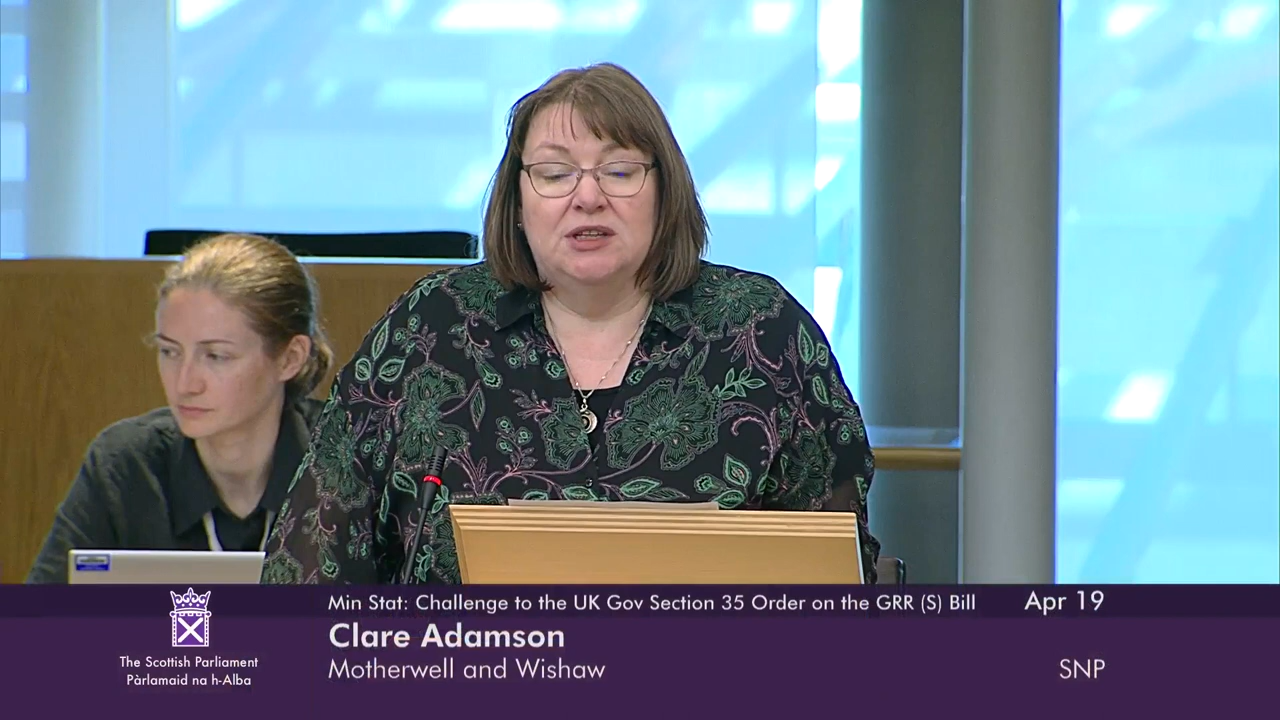 Min Stat: Challenge to the UK Gov Section 35 Order on the GRR (S) Bill
Apr 19
Clare Adamson
Motherwell and Wishaw
SNP
The Scottish Parliament
Pàrlamaid na h-Alba